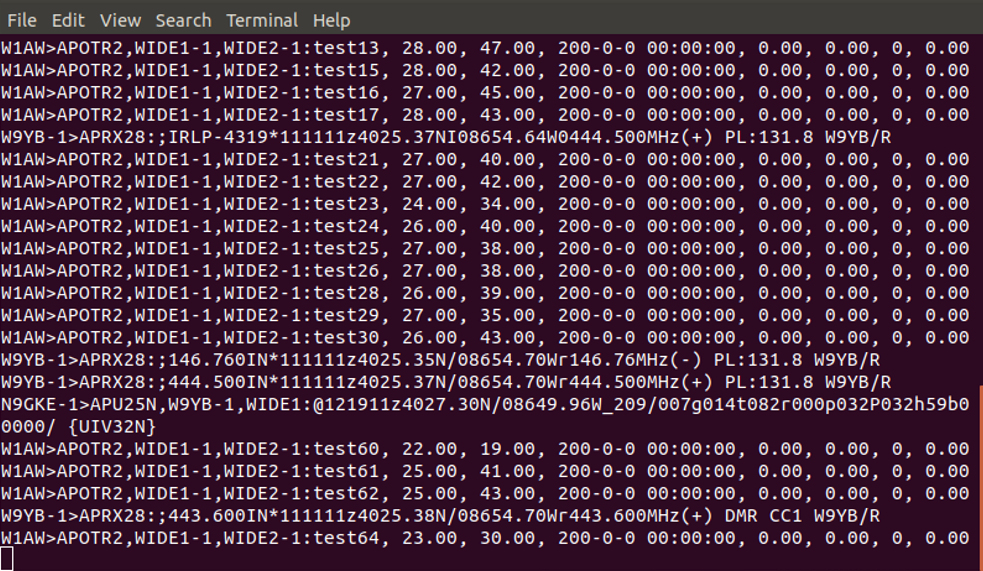 File Edit View Search Terminal Help
W1AW>APOTR2,WIDE1-1,WIDE2-1:test13, 28.00, 47.00, 200-0-0 00:00:00, 0.00, 0.00, 0, 0.00
W1AW>APOTR2,WIDE1-1,WIDE2-1:test15, 28.00, 42.00, 200-0-0 00:00:00, 0.00, 0.00, 0, 0.00
W1AW>APOTR2,WIDE1-1,WIDE2-1:test16, 27.00, 45.00, 200-0-0 00:00:00, 0.00, 0.00, 0, 0.00
W1AW>APOTR2,WIDE1-1,WIDE2-1:test17, 28.00, 43.00, 200-0-0 00:00:00, 0.00, 0.00, 0, 0.00
W9YB-1>APRX28:;IRLP-4319*111111z4025.37NI08654.64W0444.500MHz(+) PL:131.8 W9YB/R
W1AW>APOTR2,WIDE1-1,WIDE2-1:test21, 27.00, 40.00, 200-0-0 00:00:00, 0.00, 0.00, 0, 0.00
W1AW>APOTR2,WIDE1-1,WIDE2-1:test22, 27.00, 42.00, 200-0-0 00:00:00, 0.00, 0.00, 0, 0.00
W1AW>APOTR2,WIDE1-1,WIDE2-1:test23, 24.00, 34.00, 200-0-0 00:00:00, 0.00, 0.00, 0, 0.00
W1AW>APOTR2,WIDE1-1,WIDE2-1:test24, 26.00, 40.00, 200-0-0 00:00:00, 0.00, 0.00, 0, 0.00
W1AW>APOTR2,WIDE1-1,WIDE2-1:test25, 27.00, 38.00, 200-0-0 00:00:00, 0.00, 0.00, 0, 0.00
W1AW>APOTR2,WIDE1-1,WIDE2-1:test26, 27.00, 38.00, 200-0-0 00:00:00, 0.00, 0.00, 0, 0.00
W1AW>APOTR2,WIDE1-1,WIDE2-1:test28, 26.00, 39.00, 200-0-0 00:00:00, 0.00, 0.00, 0, 0.00
W1AW>APOTR2,WIDE1-1,WIDE2-1:test29, 27.00, 35.00, 200-0-0 00:00:00, 0.00, 0.00, 0, 0.00
W1AW>APOTR2,WIDE1-1,WIDE2-1:test30, 26.00, 43.00, 200-0-0 00:00:00, 0.00, 0.00, 0, 0.00
W9YB-1>APRX28:;146.760IN*111111z4025.35N/08654.70Wr146.76MHz(-) PL:131.8 W9YB/R
W9YB-1>APRX28:;444.500IN*111111z4025.37N/08654.70Wr444.500MHz(+) PL:131.8 W9YB/R
N9GKE-1>APU25N,W9YB-1,WIDE1:@121911z4027.30N/08649.96W_209/007g014t082r000p032P032h59b0
0000/ {UIV32N}
W1AW>APOTR2,WIDE1-1,WIDE2-1:test60, 22.00, 19.00, 200-0-0 00:00:00, 0.00, 0.00, 0, 0.00
W1AW>APOTR2,WIDE1-1,WIDE2-1:test61, 25.00, 41.00, 200-0-0 00:00:00, 0.00, 0.00, 0, 0.00
W1AW>APOTR2,WIDE1-1,WIDE2-1:test62, 25.00, 43.00, 200-0-0 00:00:00, 0.00, 0.00, 0, 0.00
W9YB-1>APRX28:;443.600IN*111111z4025.38N/08654.70Wr443.600MHz(+) DMR CC1 W9YB/R
W1AW>APOTR2,WIDE1-1,WIDE2-1:test64, 23.00, 30.00, 200-0-0 00:00:00, 0.00, 0.00, 0, 0.00